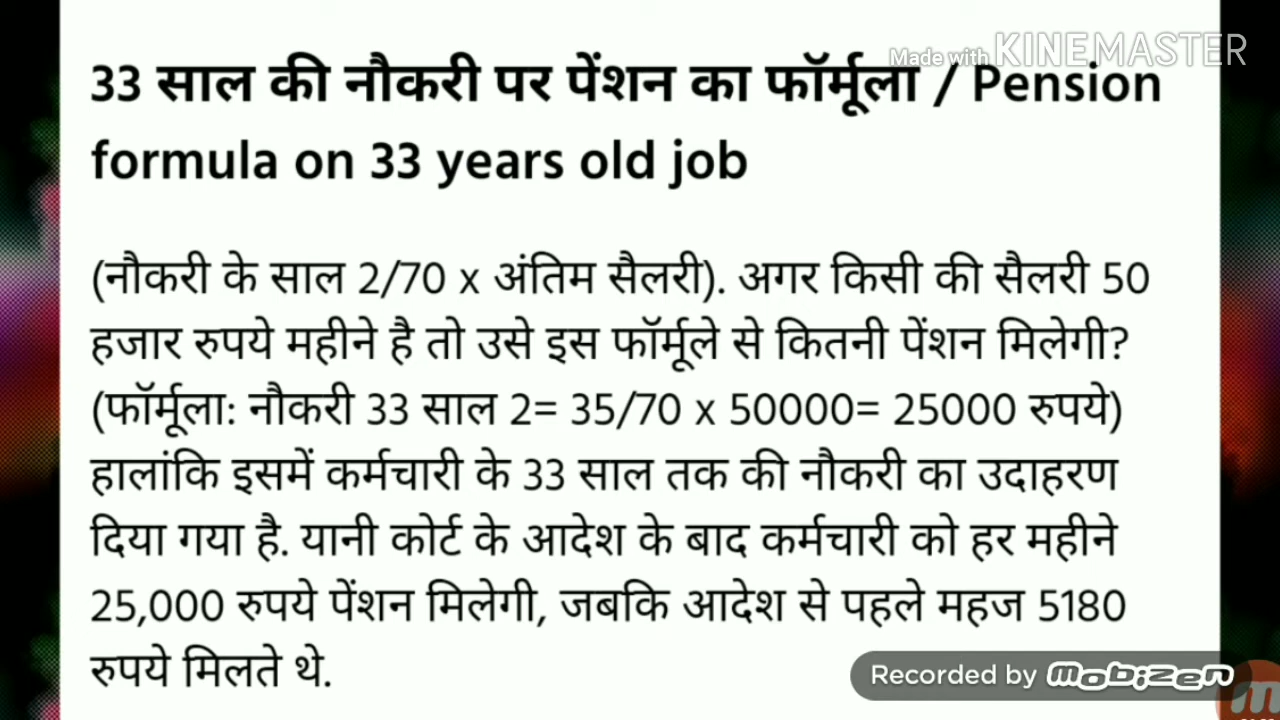 Made with KINEMASTER
33 साल की नौकरी पर पेंशन का फॉर्मूला / Pension
formula on 33 years old job
(नौकरी के साल 2/70 x अंतिम सैलरी). अगर किसी की सैलरी 50
हजार रुपये महीने है तो उसे इस फॉर्मूले से कितनी पेंशन मिलेगी?
(फॉर्मूला: नौकरी 33 साल 2= 35/70 x 50000= 25000 रुपये)
हालांकि इसमें कर्मचारी के 33 साल तक की नौकरी का उदाहरण
दिया गया है. यानी कोर्ट के आदेश के बाद कर्मचारी को हर महीने
25,000 रुपये पेंशन मिलेगी, जबकि आदेश से पहले महज 5180
रुपये मिलते थे.
Recorded by mobizen